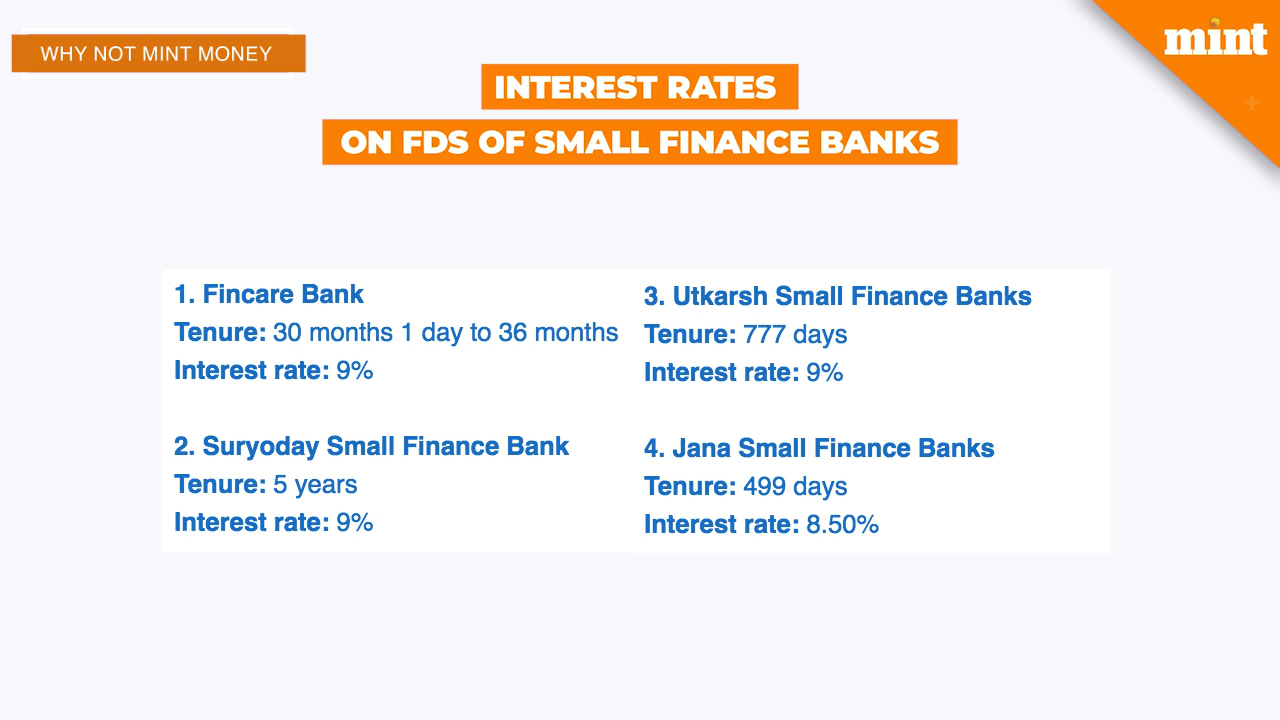 WHY NOT MINT MONEY
mint
INTEREST RATES
ON FDS OF SMALL FINANCE BANKS
1. Fincare Bank
Tenure: 30 months 1 day to 36 months
Interest rate: 9%
2. Suryoday Small Finance Bank
Tenure: 5 years
Interest rate: 9%
3. Utkarsh Small Finance Banks
Tenure: 777 days
Interest rate: 9%
4. Jana Small Finance Banks
Tenure: 499 days
Interest rate: 8.50%